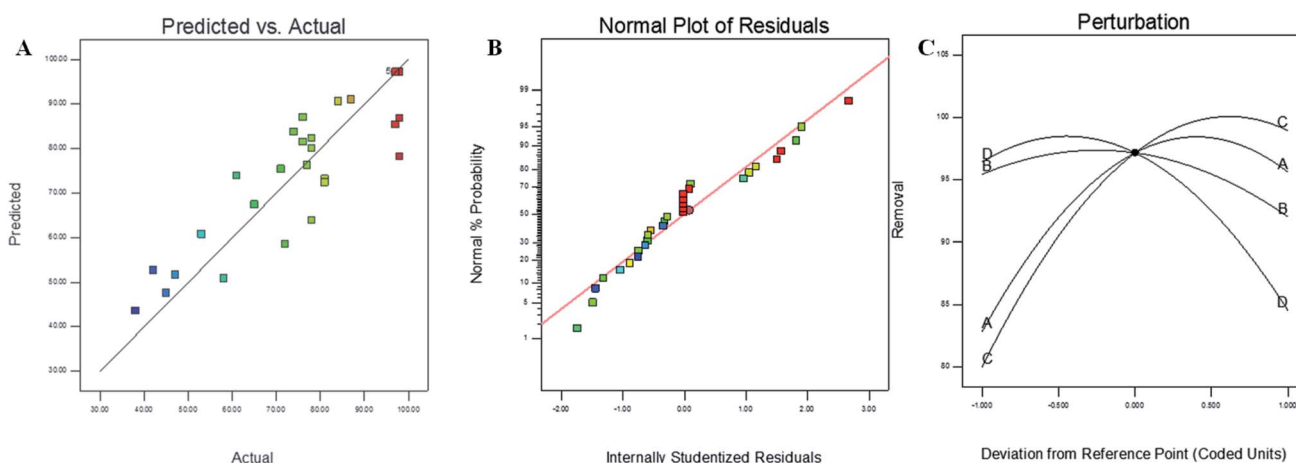 A
Predicted vs. Actual
Predicted
100.00
90.00
80.00
70.00
60.00
50.00
40.00
30.00
30.00 40.00 50.00 60.00 70.00 80.00 90.00 100.00
Actual
B
Normal Plot of Residuals
Normal % Probability
99
95
90
80
70
50
30
20
10
5
1
-2.00 -1.00 0.00 1.00 2.00 3.00
Internally Studentized Residuals
C
Perturbation
Removal
105
100
95
90
85
80
D
B
A
C
C
A
B
D
-1.000 -0.500 0.000 0.500 1.000
Deviation from Reference Point (Coded Units)